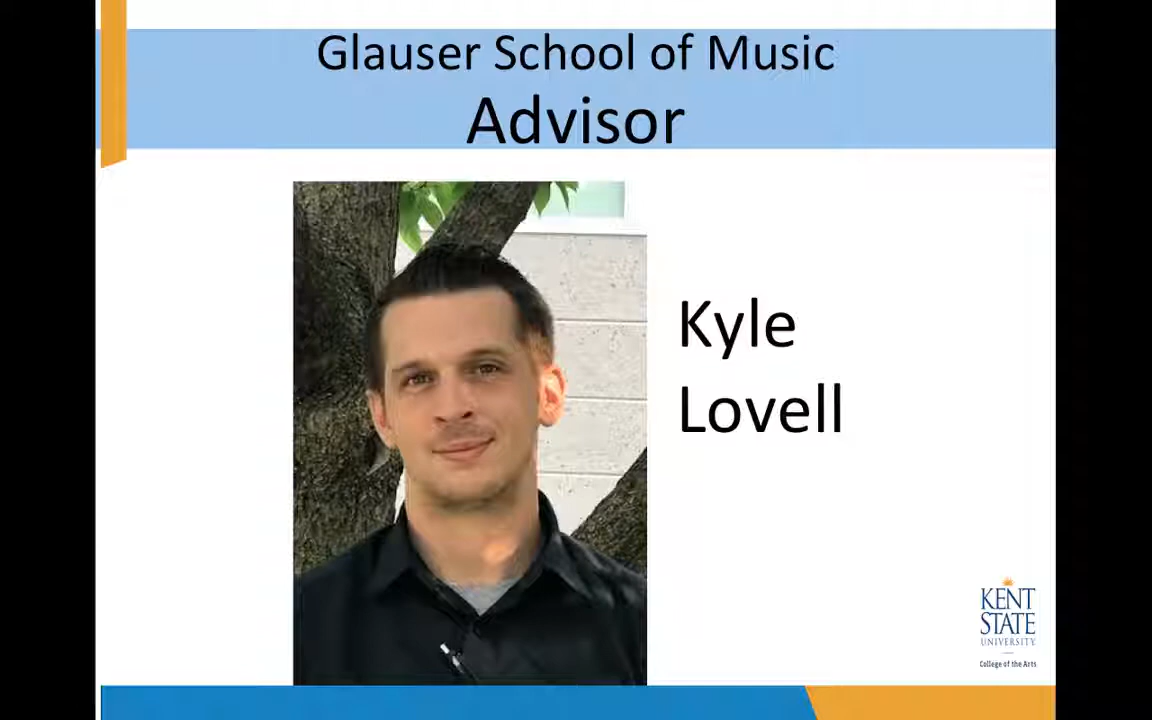 Glauser School of Music
Advisor
Kyle
Lovell
KENT
STATE
UNIVERSITY
College of the Arts